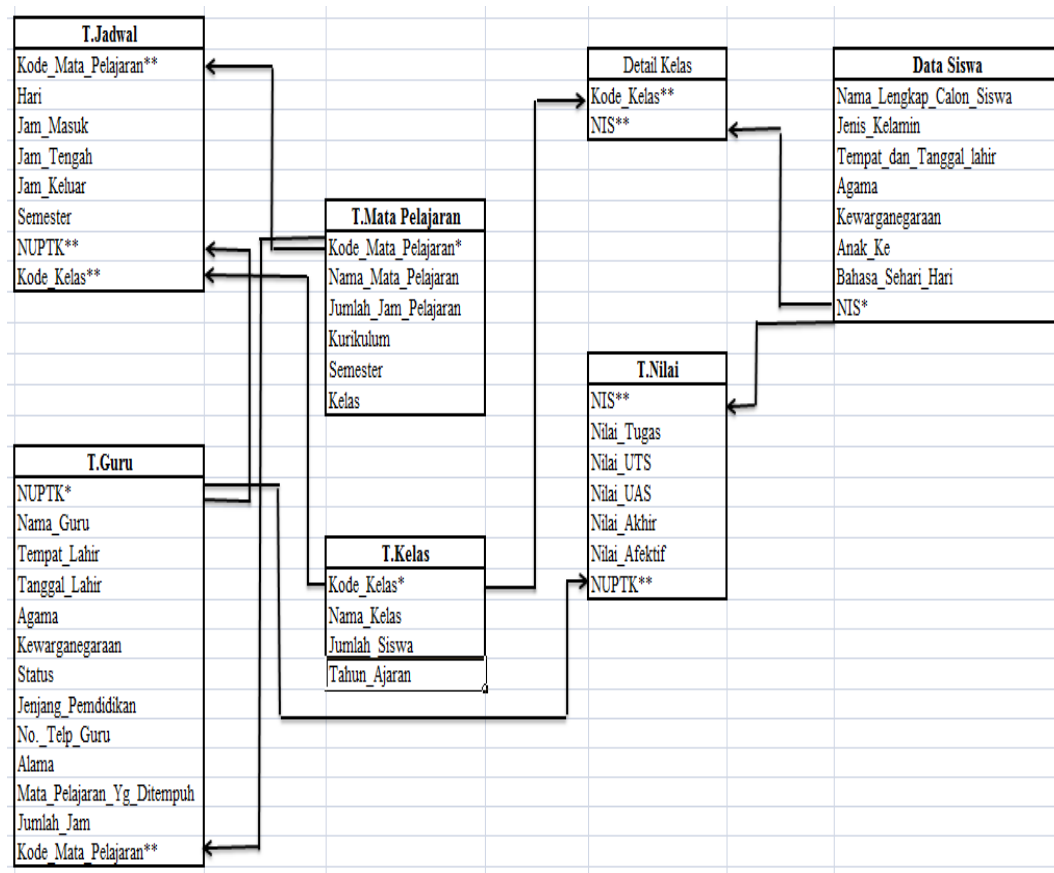 T.Jadwal
Kode_Mata_Pelajaran**
Hari
Jam_Masuk
Jam_Tengah
Jam_Keluar
Semester
NUPTK**
Kode_Kelas**
T.Guru
NUPTK*
Nama_Guru
Tempat_Lahir
Tanggal_Lahir
Agama
Kewarganegaraan
Status
Jenjang_Pemdidikan
No._Telp_Guru
Alama
Mata_Pelajaran_Yg_Ditempuh
Jumlah_Jam
Kode_Mata_Pelajaran**
T.Mata Pelajaran
Kode_Mata_Pelajaran*
Nama_Mata_Pelajaran
Jumlah_Jam_Pelajaran
Kurikulum
Semester
Kelas
T.Kelas
Kode_Kelas*
Nama_Kelas
Jumlah_Siswa
Tahun_Ajaran
Detail Kelas
Kode_Kelas**
NIS**
T.Nilai
NIS**
Nilai_Tugas
Nilai_UTS
Nilai_UAS
Nilai_Akhir
Nilai_Afektif
NUPTK**
Data Siswa
Nama_Lengkap_Calon_Siswa
Jenis_Kelamin
Tempat_dan_Tanggal_lahir
Agama
Kewarganegaraan
Anak_Ke
Bahasa_Sehari_Hari
NIS*